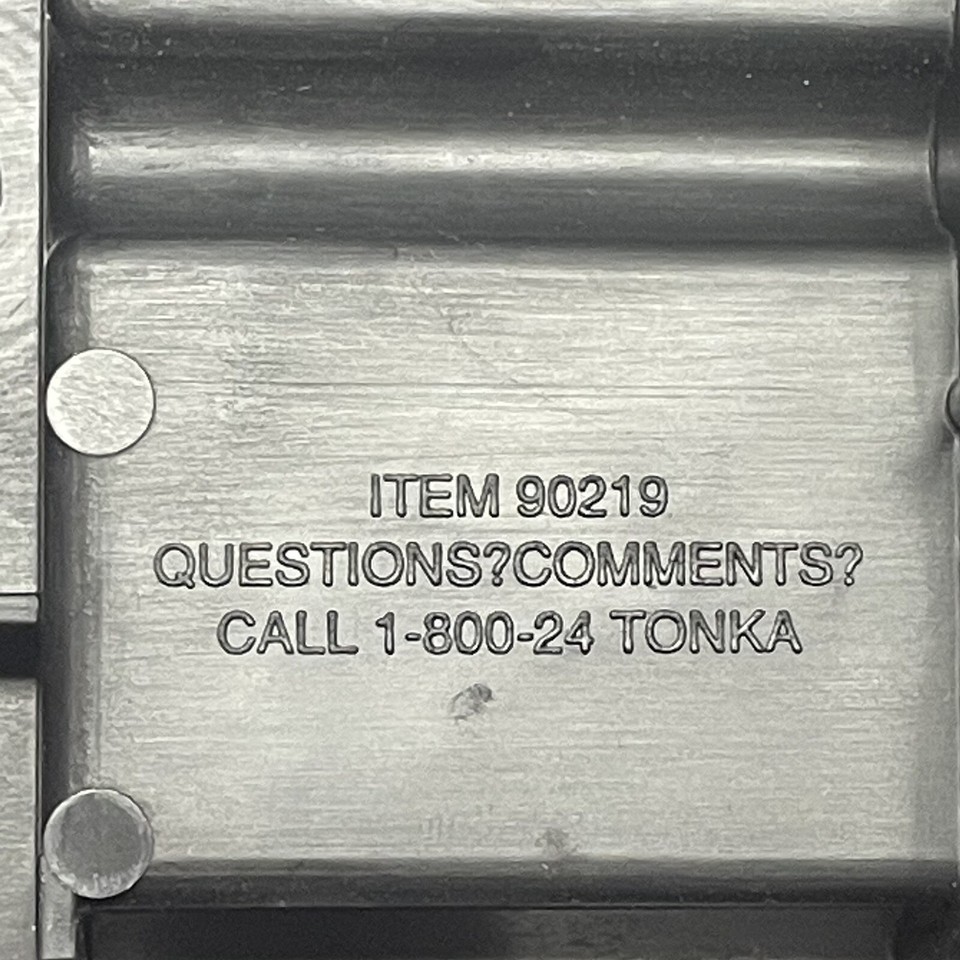 ITEM 90219
QUESTIONS?COMMENTS?
CALL 1-800-24 TONKA